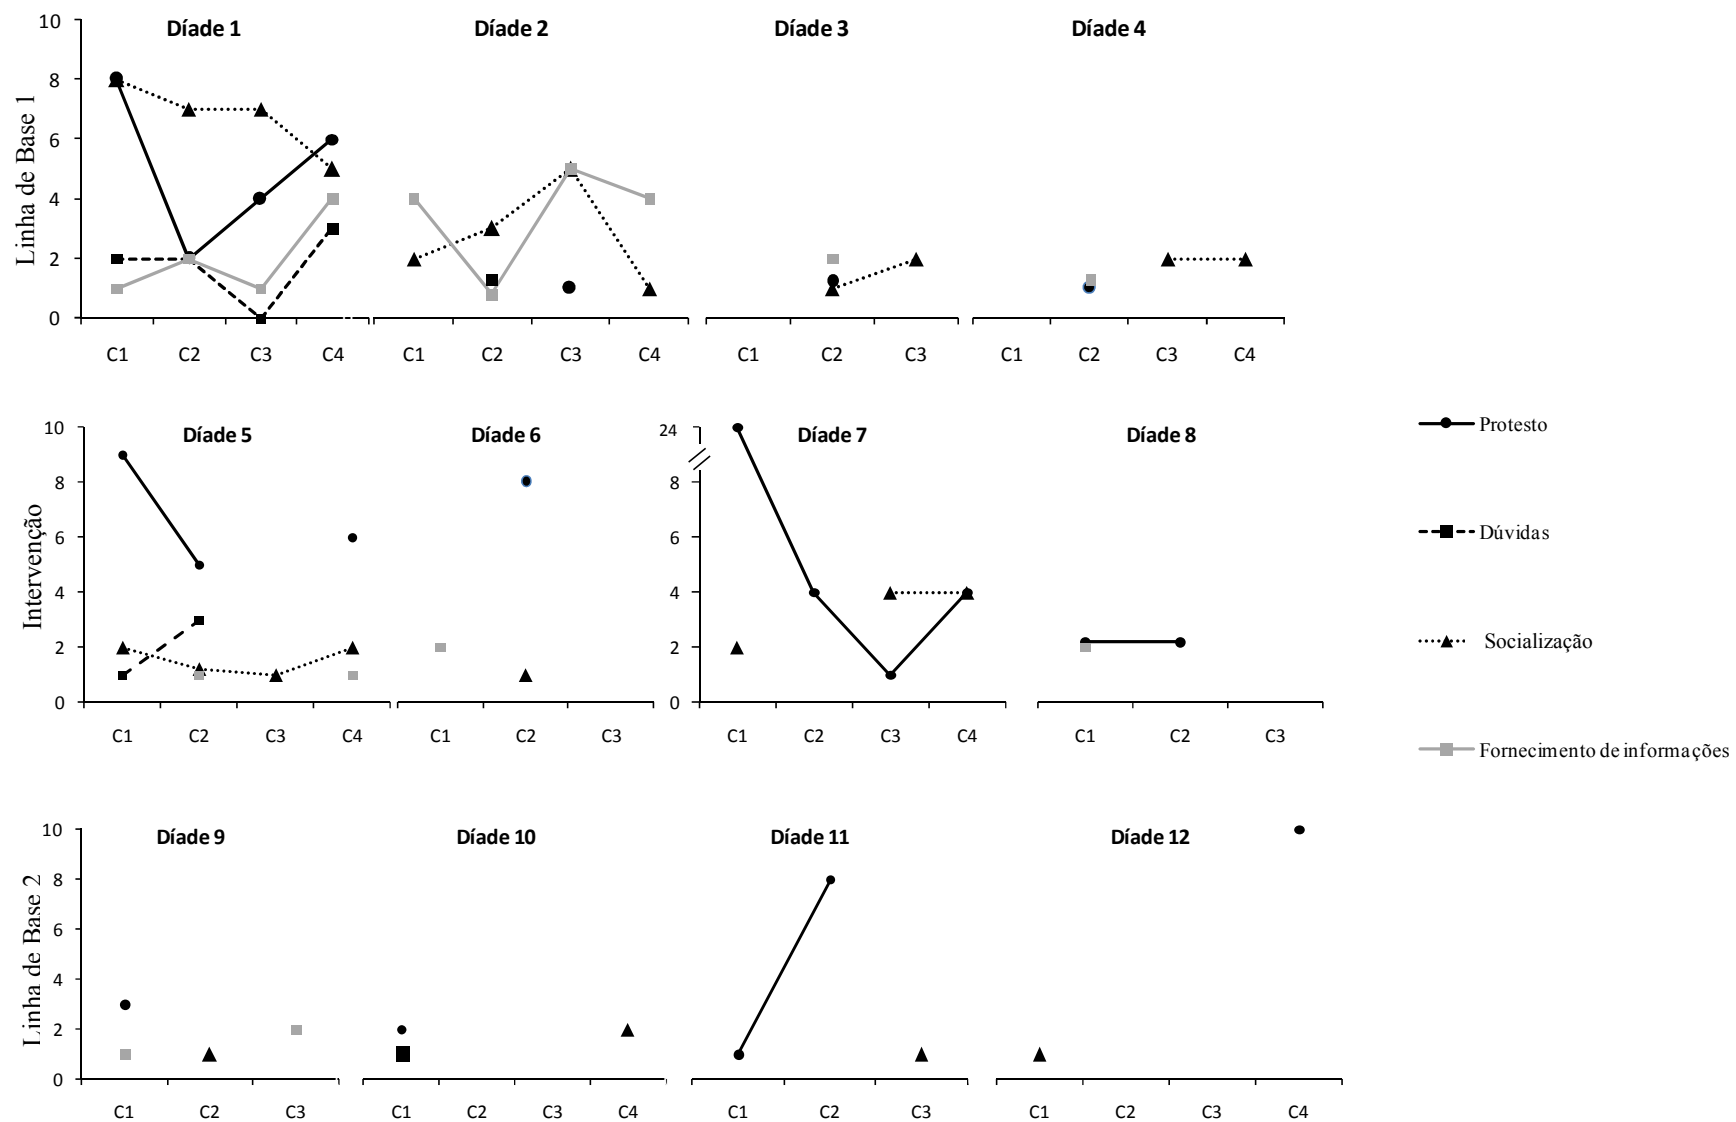 Díade 1 Díade 2 Díade 3 Díade 4
Linha de Base 1
10
8
6
4
2
0
C1 C2 C3 C4 C1 C2 C3 C4 C1 C2 C3 C1 C2 C3 C4
Díade 5 Díade 6 Díade 7 Díade 8
Intervenção
10
8
6
4
2
0
24
8
6
4
2
0
C1 C2 C3 C4 C1 C2 C3 C1 C2 C3 C4 C1 C2 C3
Protesto
Dúvidas
Socialização
Fornecimento de informações
Díade 9 Díade 10 Díade 11 Díade 12
Linha de Base 2
10
8
6
4
2
0
C1 C2 C3 C1 C2 C3 C4 C1 C2 C3 C1 C2 C3 C4